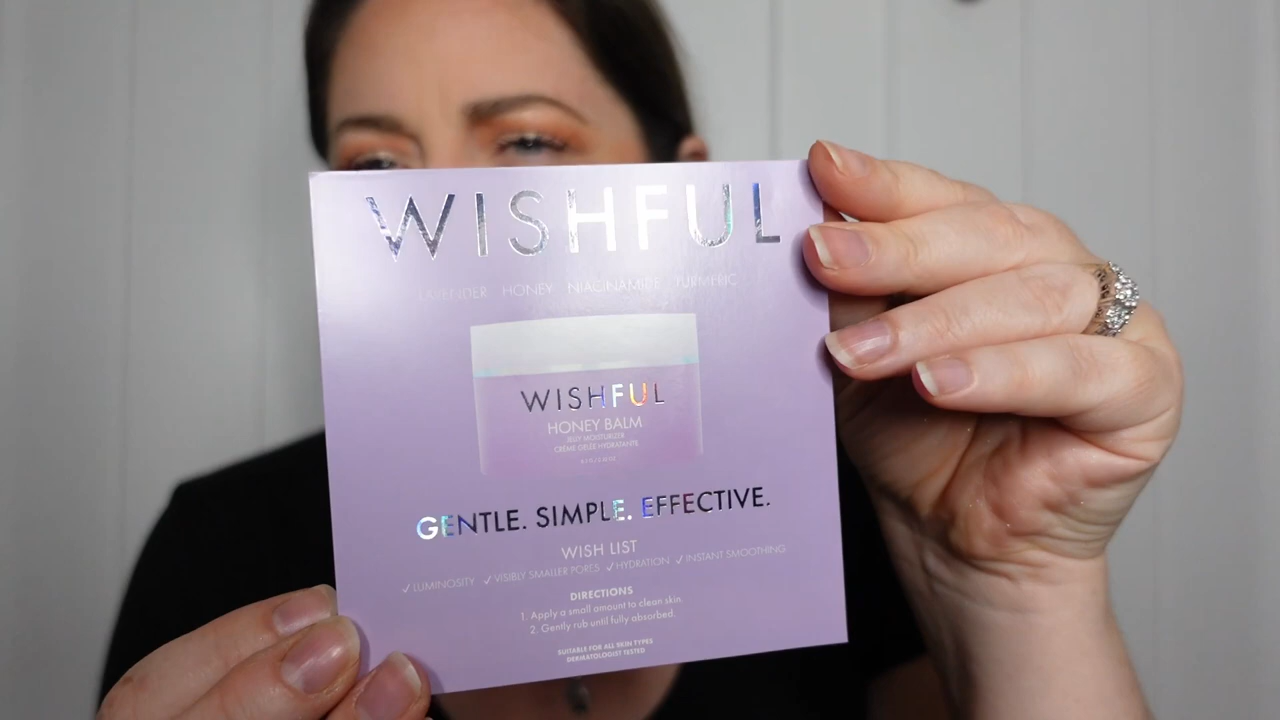 WISHFUL
LAVENDER HONEY NIACINAMIDE TURMERIC
WISHFUL
HONEY BALM
JELLY MOISTURIZER
CRÈME GELÉE HYDRATANTE
GENTLE. SIMPLE. EFFECTIVE.
WISH LIST
✓ LUMINOSITY ✓ VISIBLY SMALLER PORES ✓ HYDRATION ✓ INSTANT SMOOTHING
DIRECTIONS
1. Apply a small amount to clean skin.
2. Gently rub until fully absorbed.
SUITABLE FOR ALL SKIN TYPES
DERMATOLOGIST TESTED